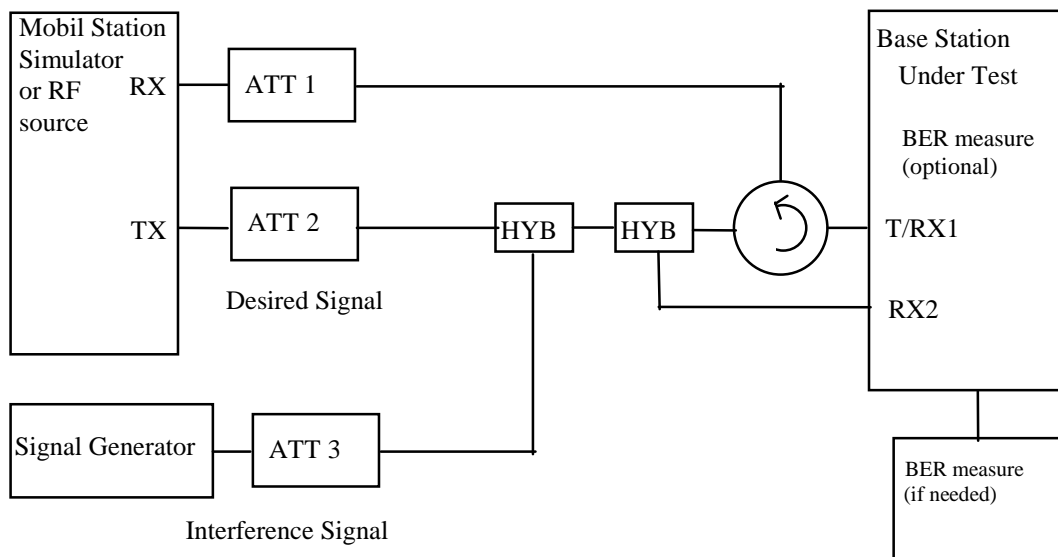 Mobil Station
Simulator
or RF
source
RX
TX
ATT 1
ATT 2
HYB
HYB
Desired Signal
Base Station
Under Test
BER measure
(optional)
T/RX1
RX2
Signal Generator
ATT 3
Interference Signal
BER measure
(if needed)